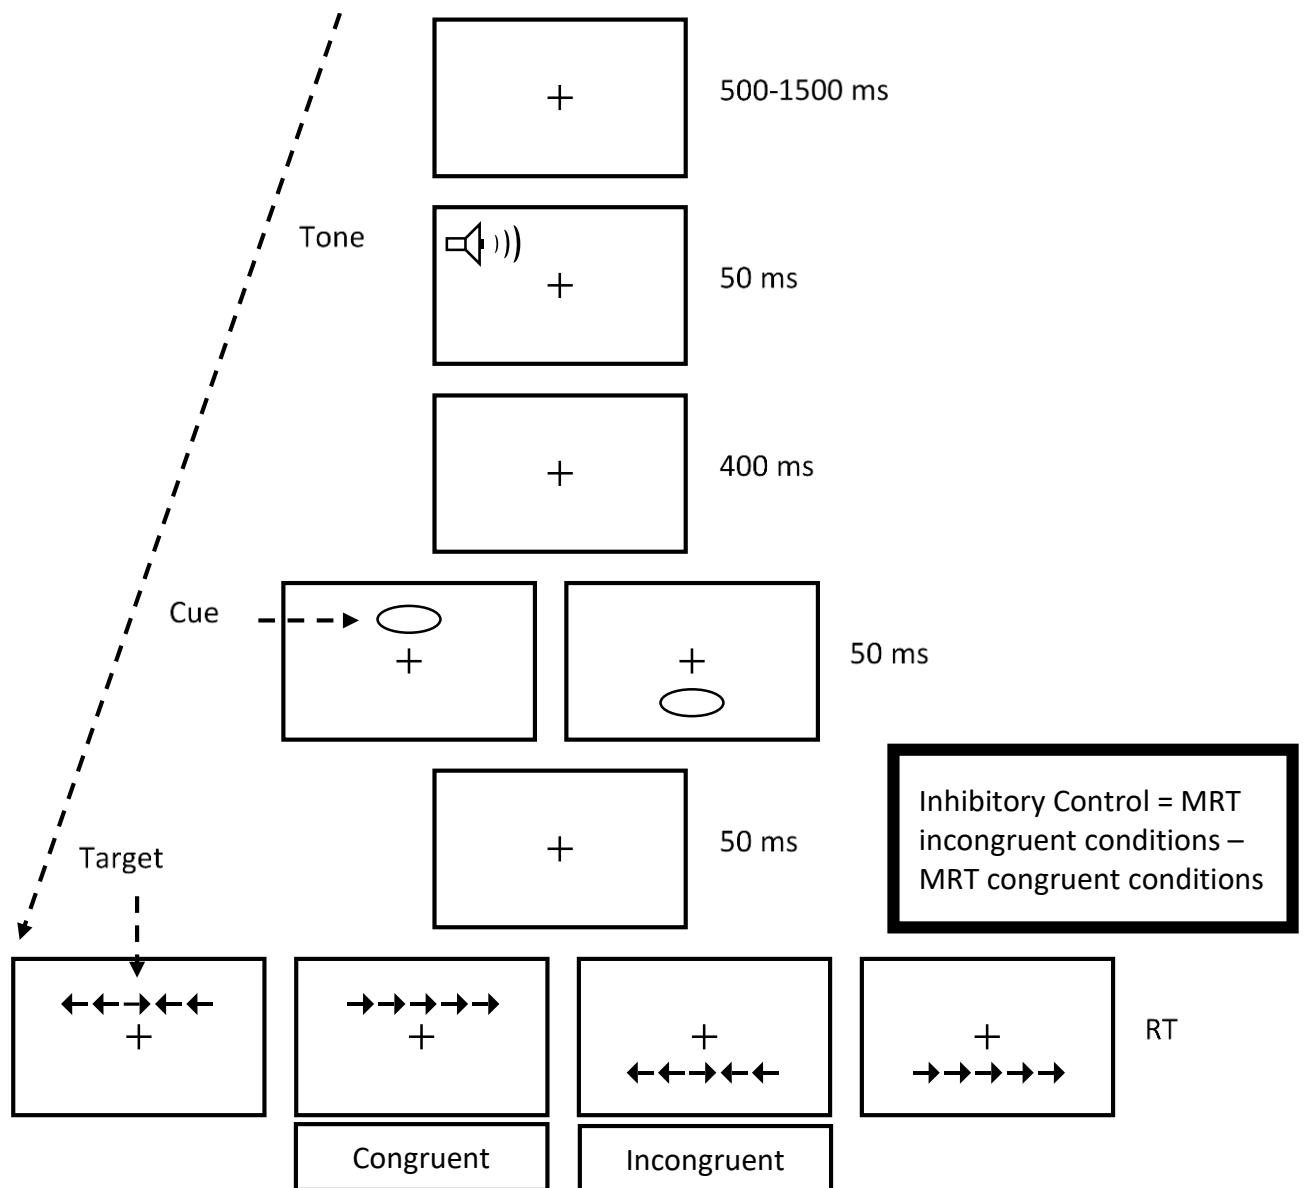 500-1500 ms
Tone
50 ms
400 ms
Cue
50 ms
Inhibitory Control = MRT
incongruent conditions –
MRT congruent conditions
50 ms
Target
RT
Congruent
Incongruent